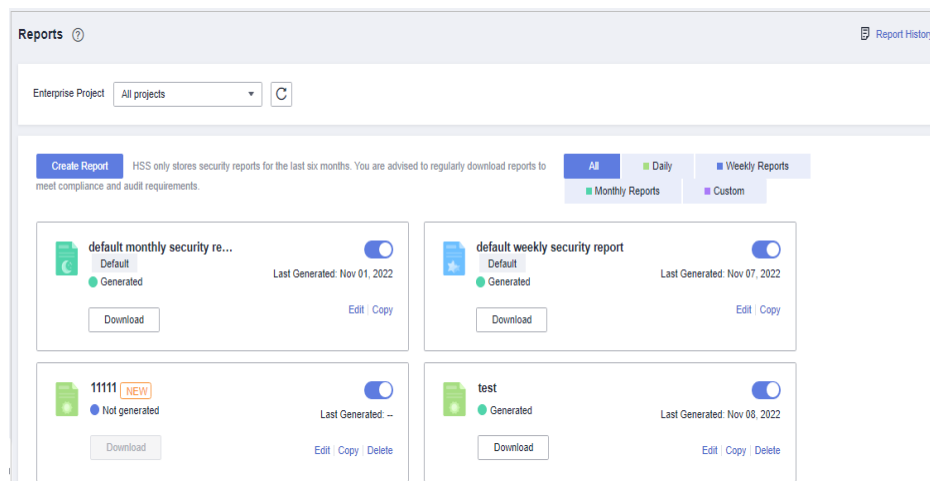 Reports ?
Report History
Enterprise Project All projects
Create Report HSS only stores security reports for the last six months. You are advised to regularly download reports to
meet compliance and audit requirements.
All Daily Weekly Reports
Monthly Reports Custom
default monthly security re...
Default
Generated
Last Generated: Nov 01, 2022
Edit | Copy
Download
default weekly security report
Default
Generated
Last Generated: Nov 07, 2022
Edit | Copy
Download
11111 NEW
Not generated
Last Generated: --
Download
Edit | Copy | Delete
test
Generated
Last Generated: Nov 08, 2022
Download
Edit | Copy | Delete